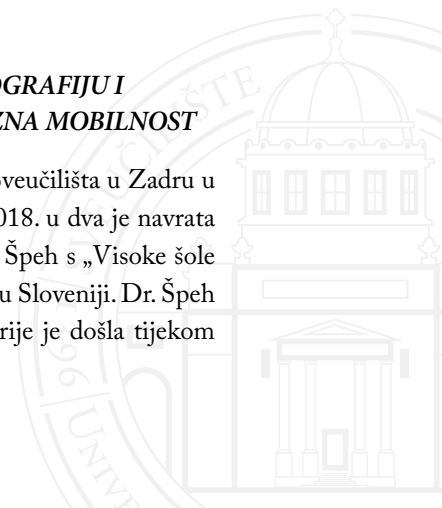 OGRAFIJU I
ZNA MOBILNOST
oveučilišta u Zadru u
018. u dva je navrata
Špeh s „Visoke šole
u Sloveniji. Dr. Špeh
rije je došla tijekom